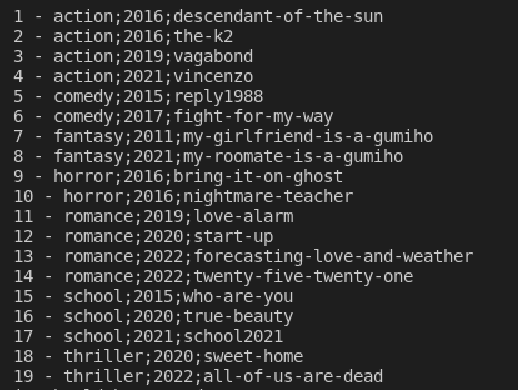 1 - action;2016;descendant-of-the-sun
2 - action;2016;the-k2
3 - action;2019;vagabond
4 - action;2021;vincenzo
5 - comedy;2015;reply1988
6 - comedy;2017;fight-for-my-way
7 - fantasy;2011;my-girlfriend-is-a-gumiho
8 - fantasy;2021;my-roomate-is-a-gumiho
9 - horror;2016;bring-it-on-ghost
10 - horror;2016;nightmare-teacher
11 - romance;2019;love-alarm
12 - romance;2020;start-up
13 - romance;2022;forecasting-love-and-weather
14 - romance;2022;twenty-five-twenty-one
15 - school;2015;who-are-you
16 - school;2020;true-beauty
17 - school;2021;school2021
18 - thriller;2020;sweet-home
19 - thriller;2022;all-of-us-are-dead